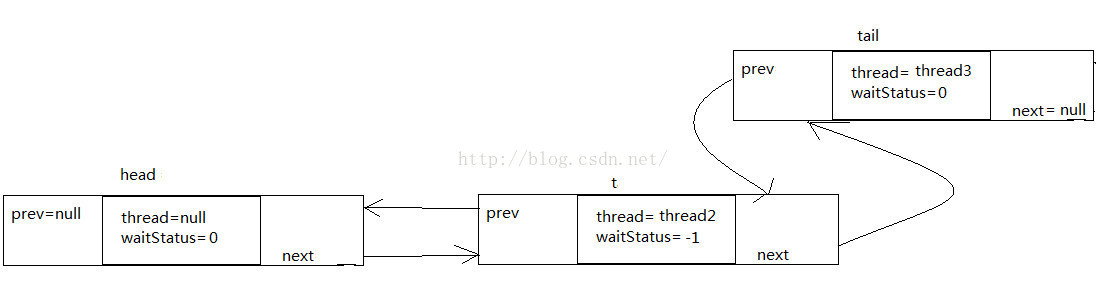 tail
prev
thread= thread3
waitStatus=0
next= null
http://blog.csdn.net/
head
t
prev=null
thread=null
waitStatus=0
next
prev
thread= thread2
waitStatus= -1
next